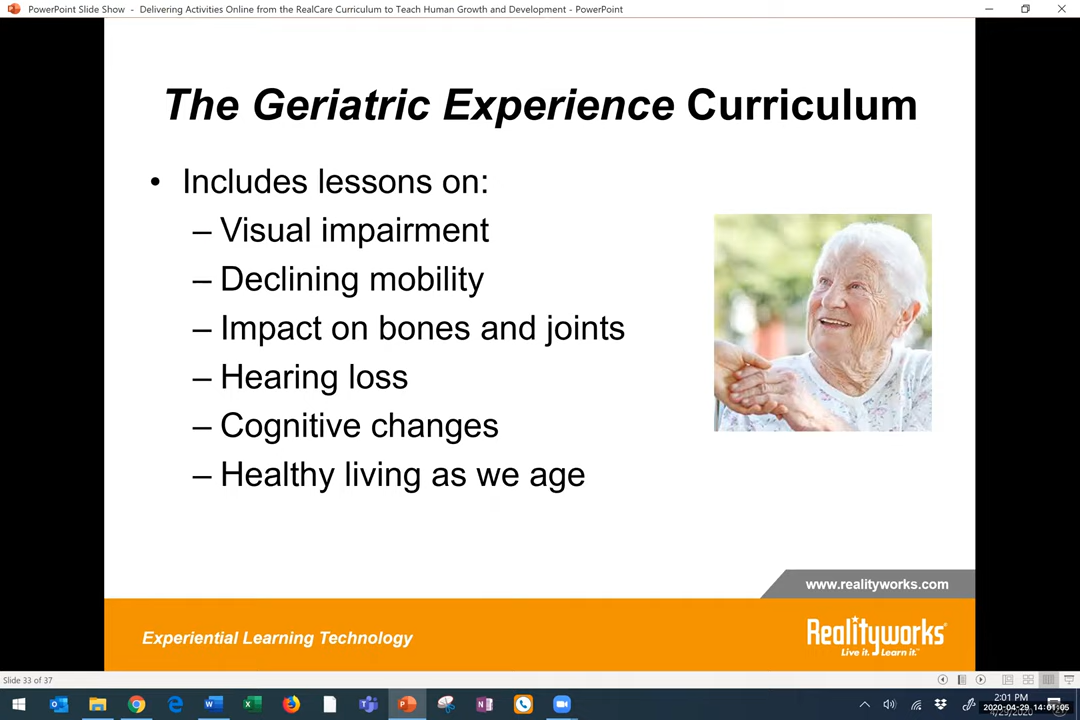 PowerPoint Slide Show - Delivering Activities Online from the RealCare Curriculum to Teach Human Growth and Development - PowerPoint
The Geriatric Experience Curriculum
• Includes lessons on:
– Visual impairment
– Declining mobility
– Impact on bones and joints
– Hearing loss
– Cognitive changes
– Healthy living as we age
www.realityworks.com
Experiential Learning Technology
Realityworks®
Live it. Learn it.™
Slide 33 of 37
2:01 PM
2020-04-29 14:01:05